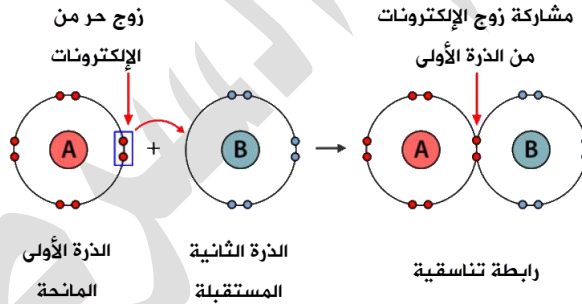 زوج حر من
الإلكترونات
مشاركة زوج الإلكترونات
من الذرة الأولى
A
+
B
A
B
الذرة الأولى
المانحة
الذرة الثانية
المستقبلة
رابطة تناسقية